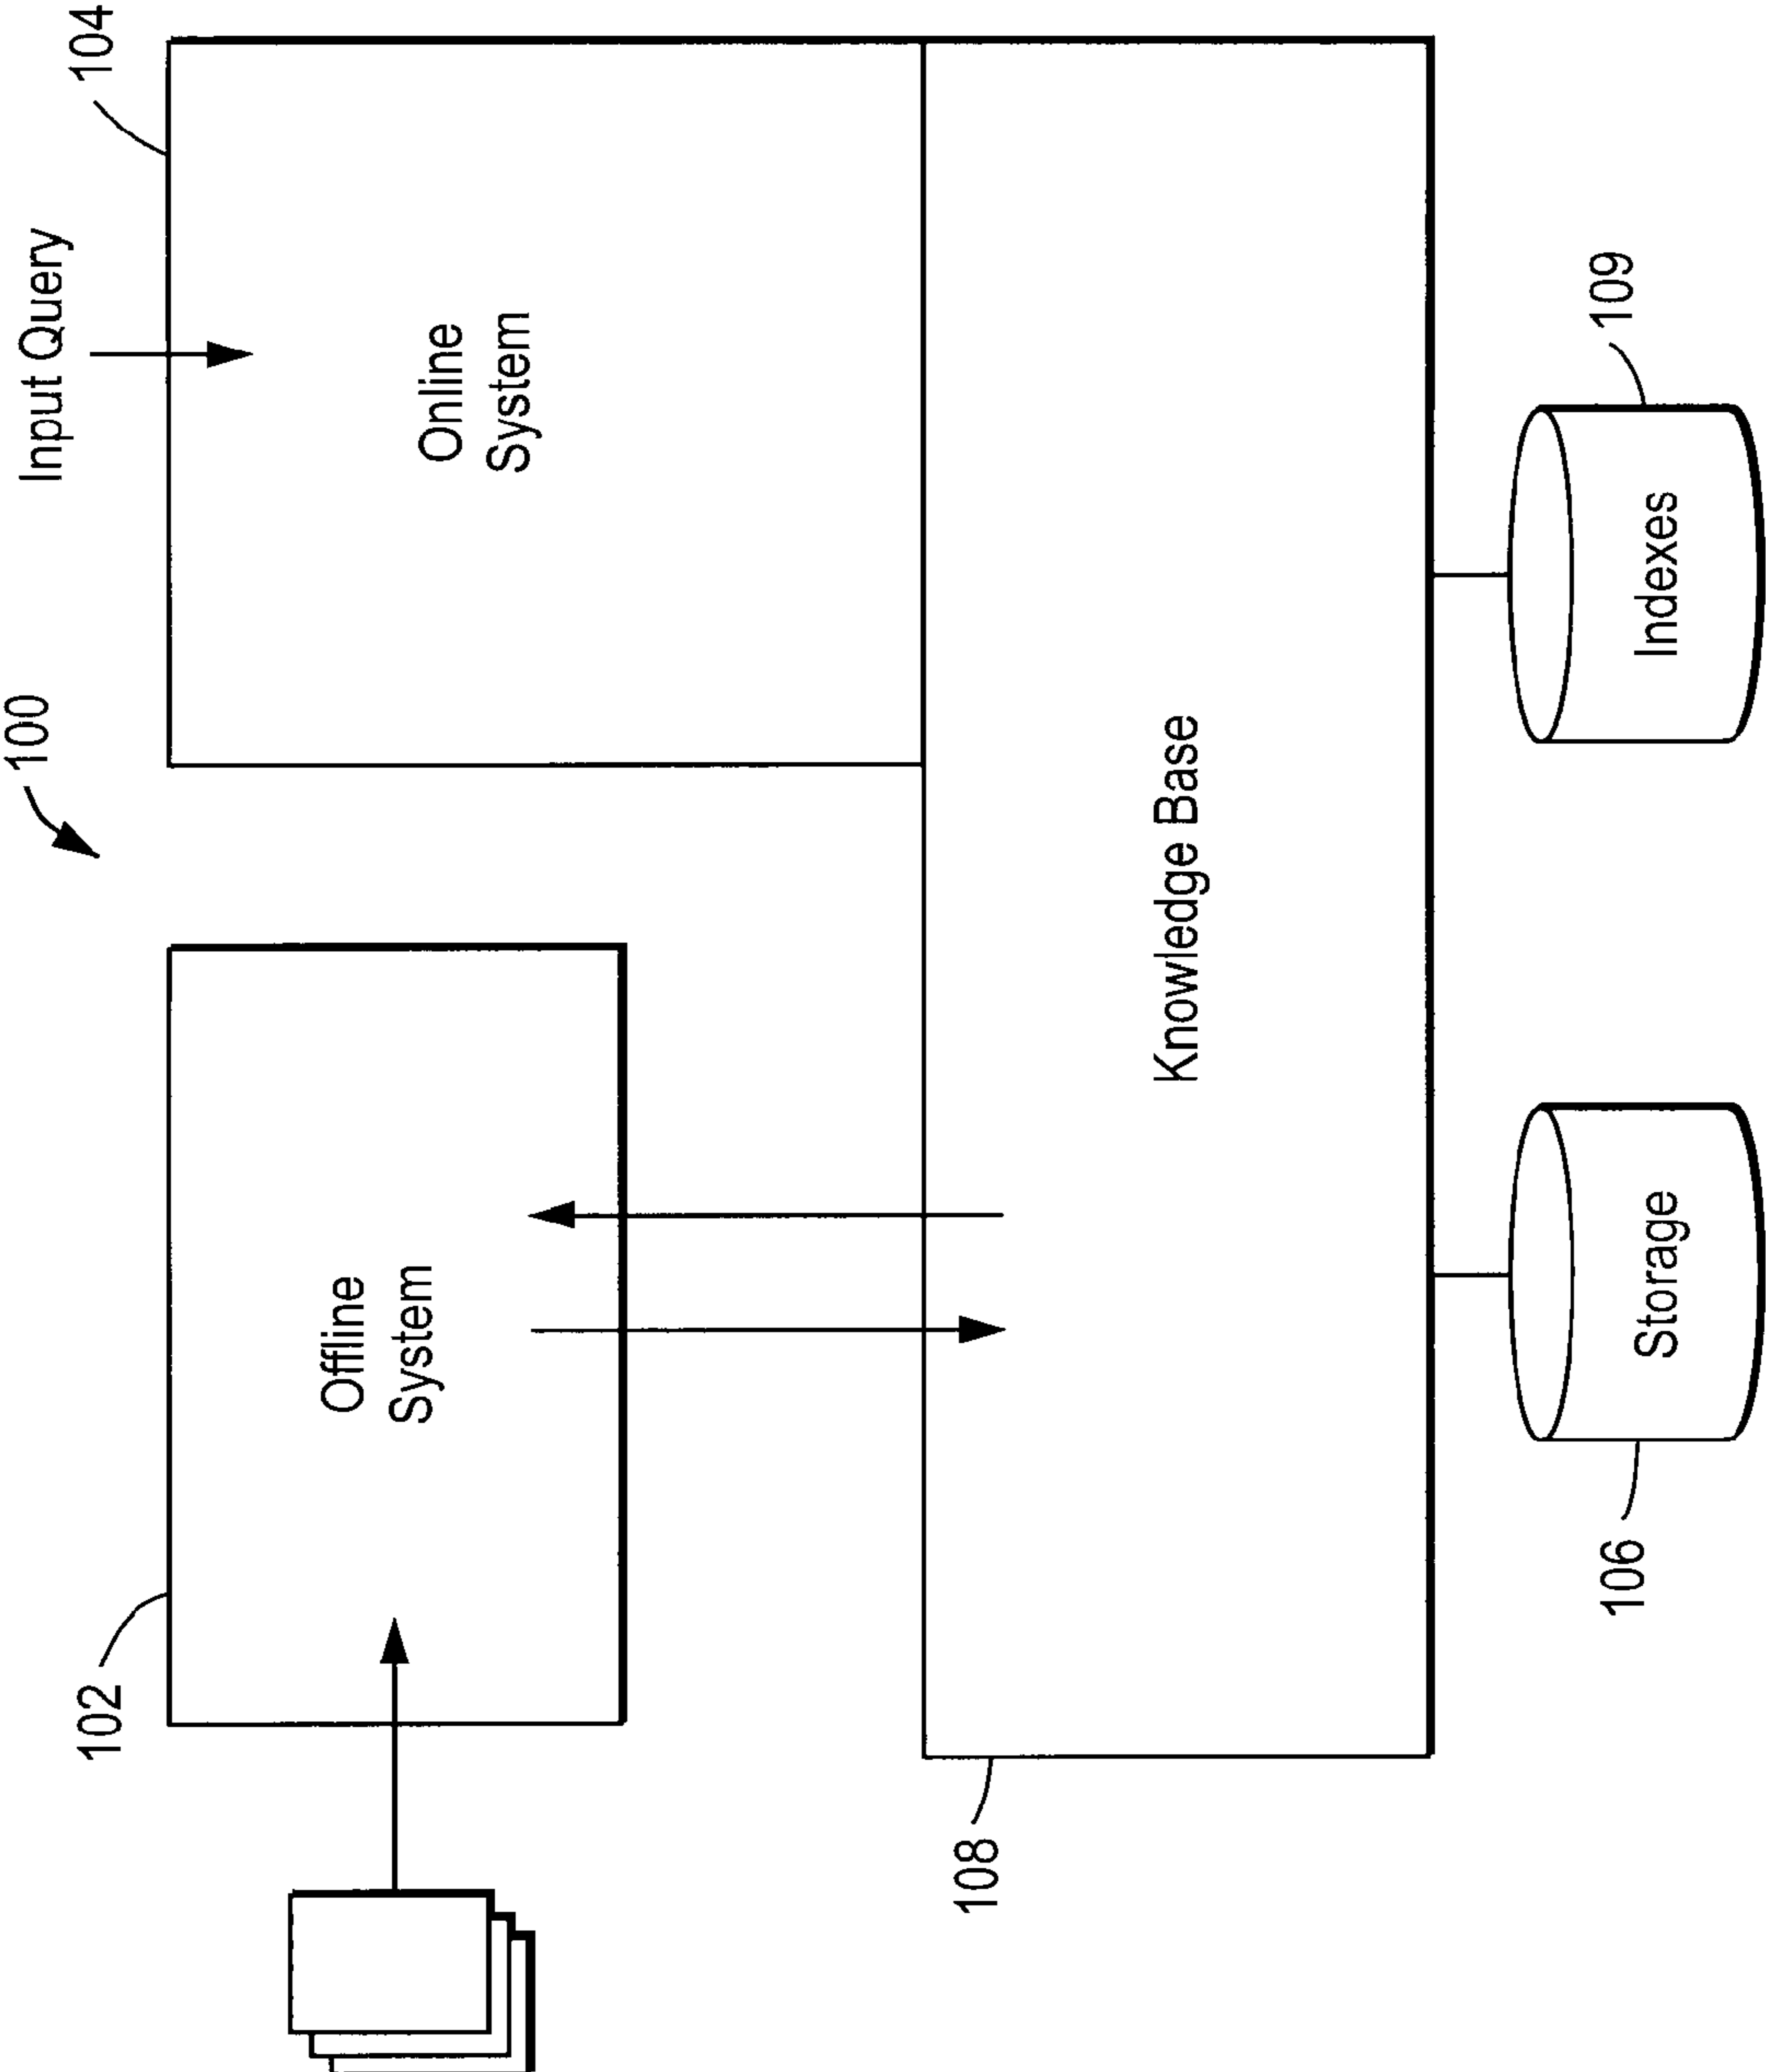 100
Input Query
102
104
Offline
System
Online
System
108
Knowledge Base
106
Storage
Indexes
109